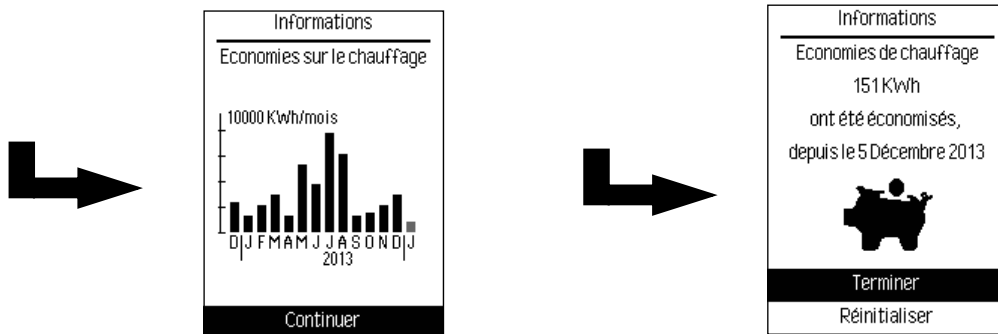 Informations
Economies sur le chauffage
10000 KWh/mois
D J F M A M J J A S O N D J
2013
Continuer
Informations
Economies de chauffage
151 KWh
ont été économisés,
depuis le 5 Décembre 2013
Terminer
Réinitialiser